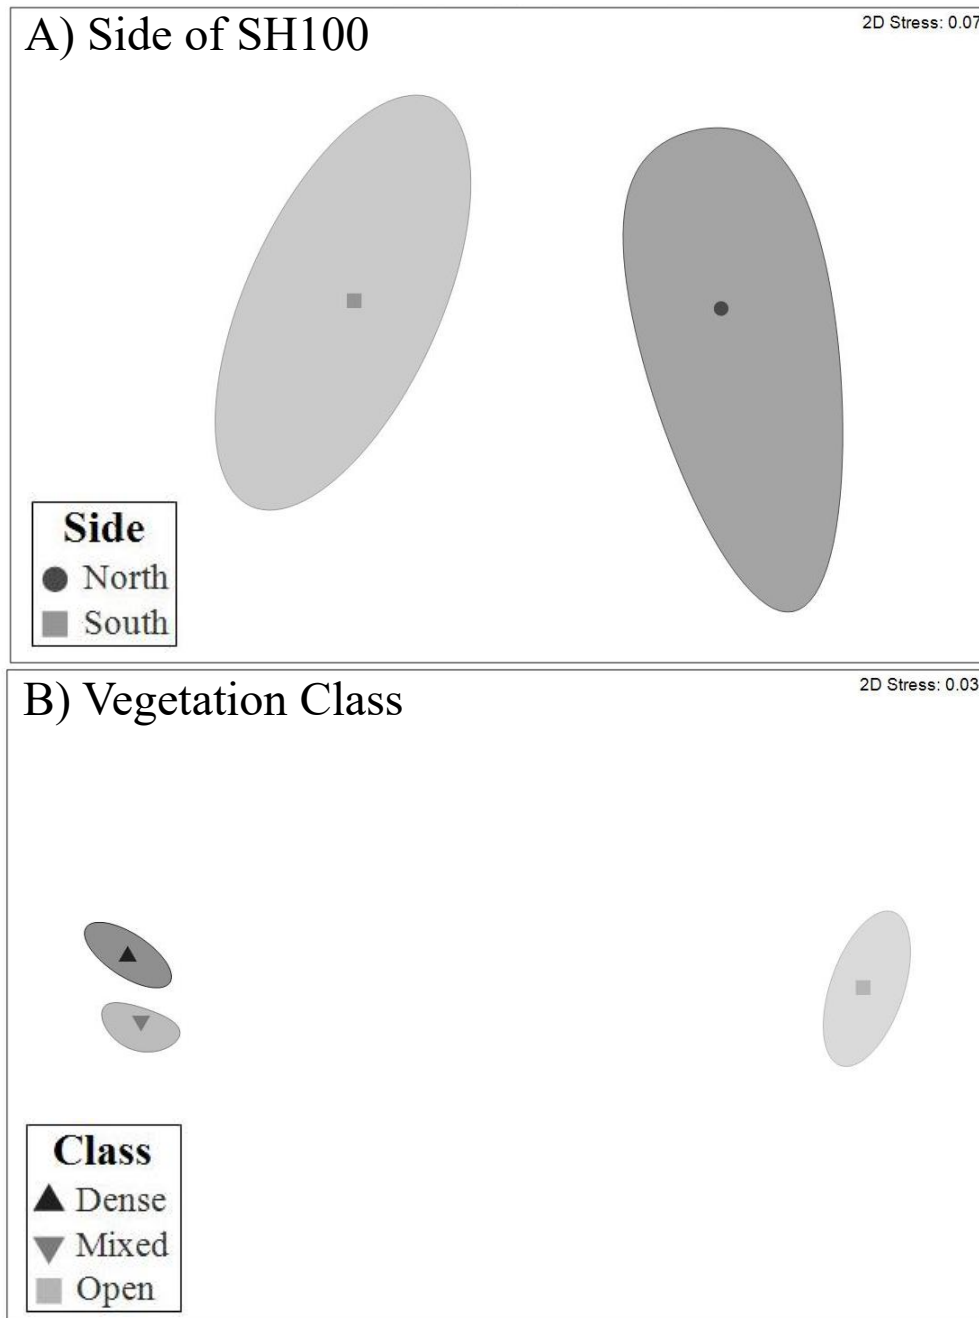 A) Side of SH100
2D Stress: 0.07
Side
North
South
B) Vegetation Class
2D Stress: 0.03
Class
Dense
Mixed
Open